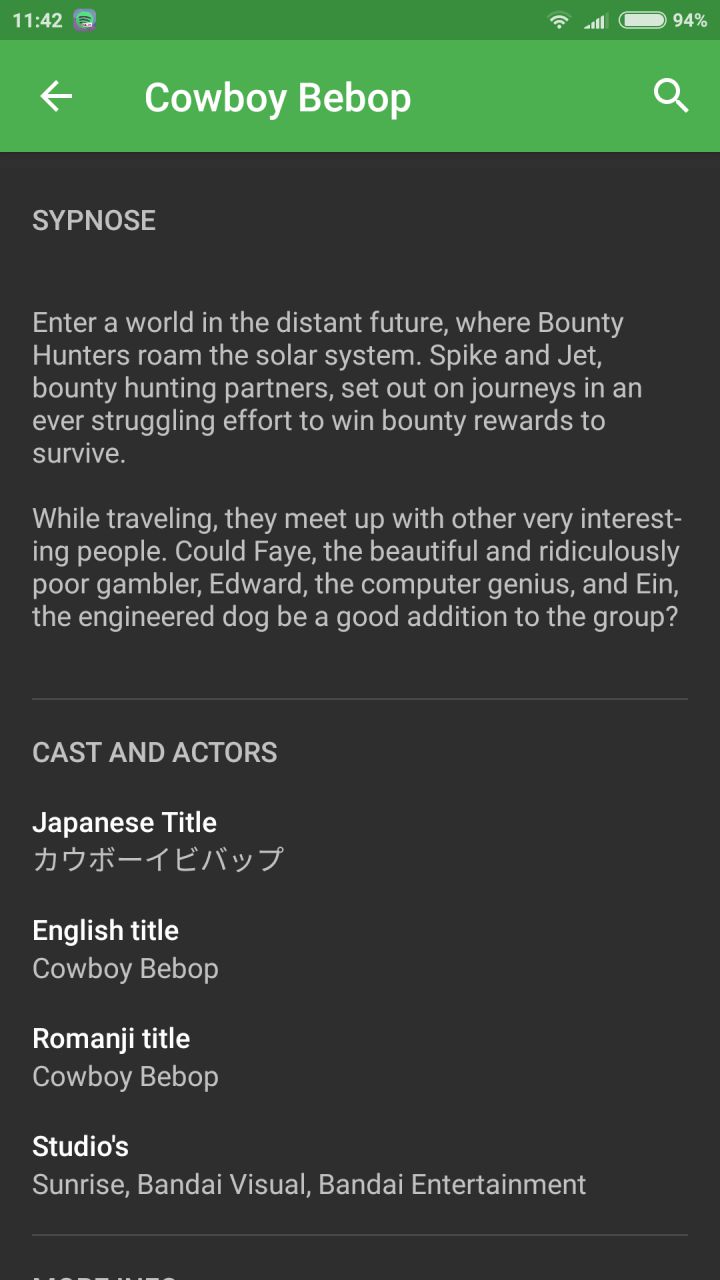 11:42
94%
Cowboy Bebop
SYPNOSE
Enter a world in the distant future, where Bounty
Hunters roam the solar system. Spike and Jet,
bounty hunting partners, set out on journeys in an
ever struggling effort to win bounty rewards to
survive.
While traveling, they meet up with other very interest-
ing people. Could Faye, the beautiful and ridiculously
poor gambler, Edward, the computer genius, and Ein,
the engineered dog be a good addition to the group?
CAST AND ACTORS
Japanese Title
カウボーイビバップ
English title
Cowboy Bebop
Romanji title
Cowboy Bebop
Studio's
Sunrise, Bandai Visual, Bandai Entertainment
MORE INFO